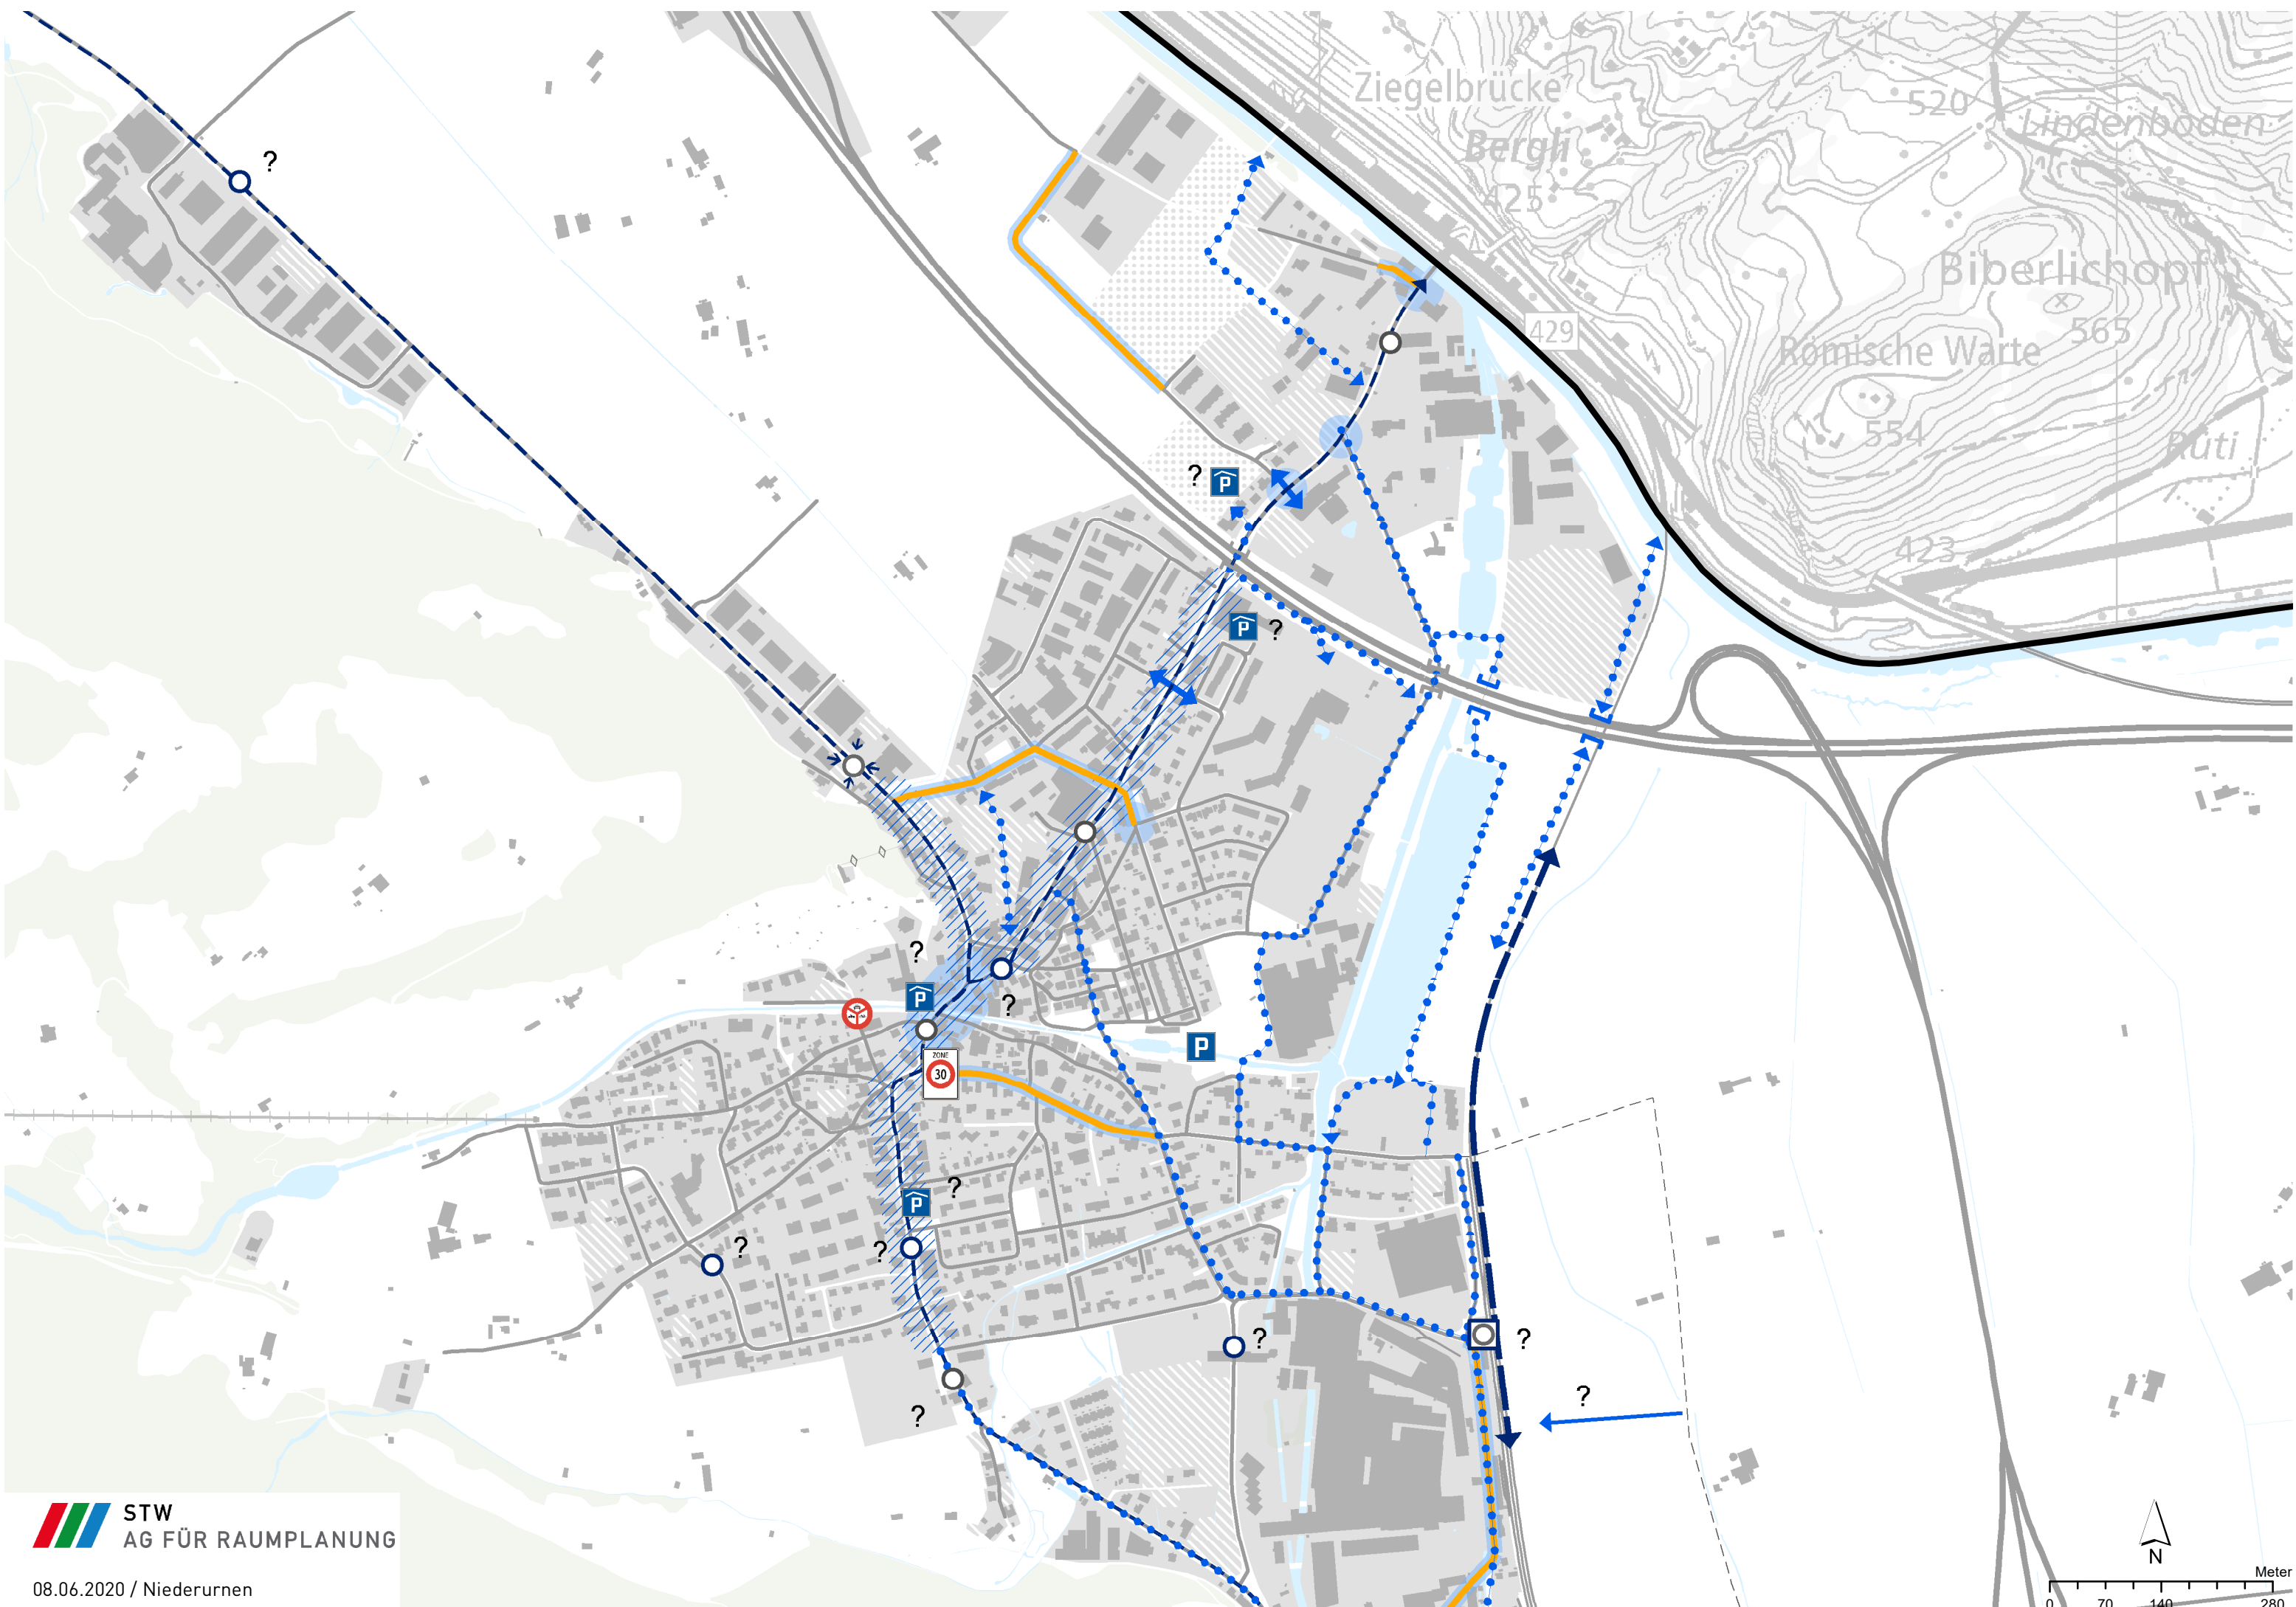 Ziegelbrücke
Bergli
425
520
Lindenboden
Biberlichopf
565
Römische Warte
554
Rüti
429
423
?
?
P
P
?
?
P
?
P
ZONE
30
?
P
?
?
?
?
?
?
STW
AG FÜR RAUMPLANUNG
08.06.2020 / Niederurnen
N
Meter
0 70 140 280